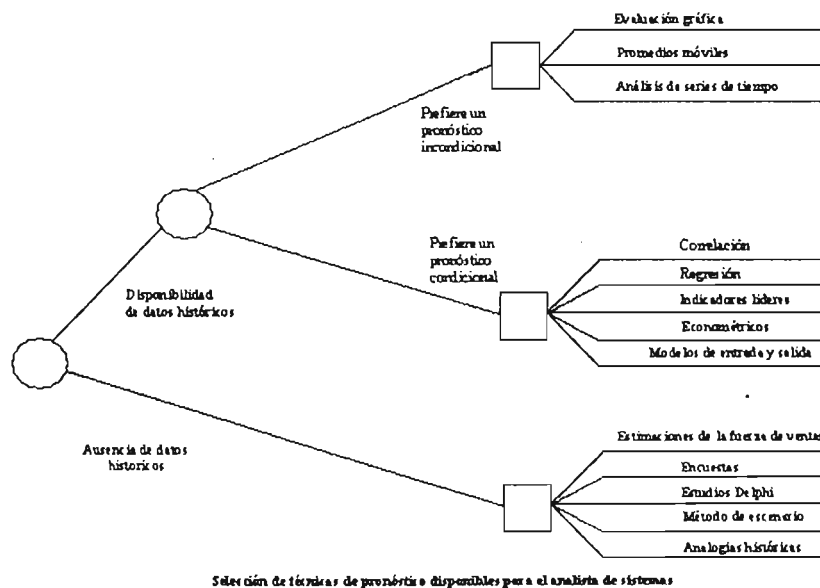 Evaluación gráfica
Promedios móviles
Análisis de series de tiempo
Prefiere un
pronóstico
incondicional
Prefiere un
pronóstico
condicional
Correlación
Regresión
Indicadores líderes
Econométricos
Modelos de entrada y salida
Disponibilidad
de datos históricos
Ausencia de datos
historicos
Estimaciones de la fuerza de ventas
Encuestas
Estudios Delphi
Método de escenario
Analogías históricas
Selección de técnicas de pronóstico disponibles para el analista de sistemas